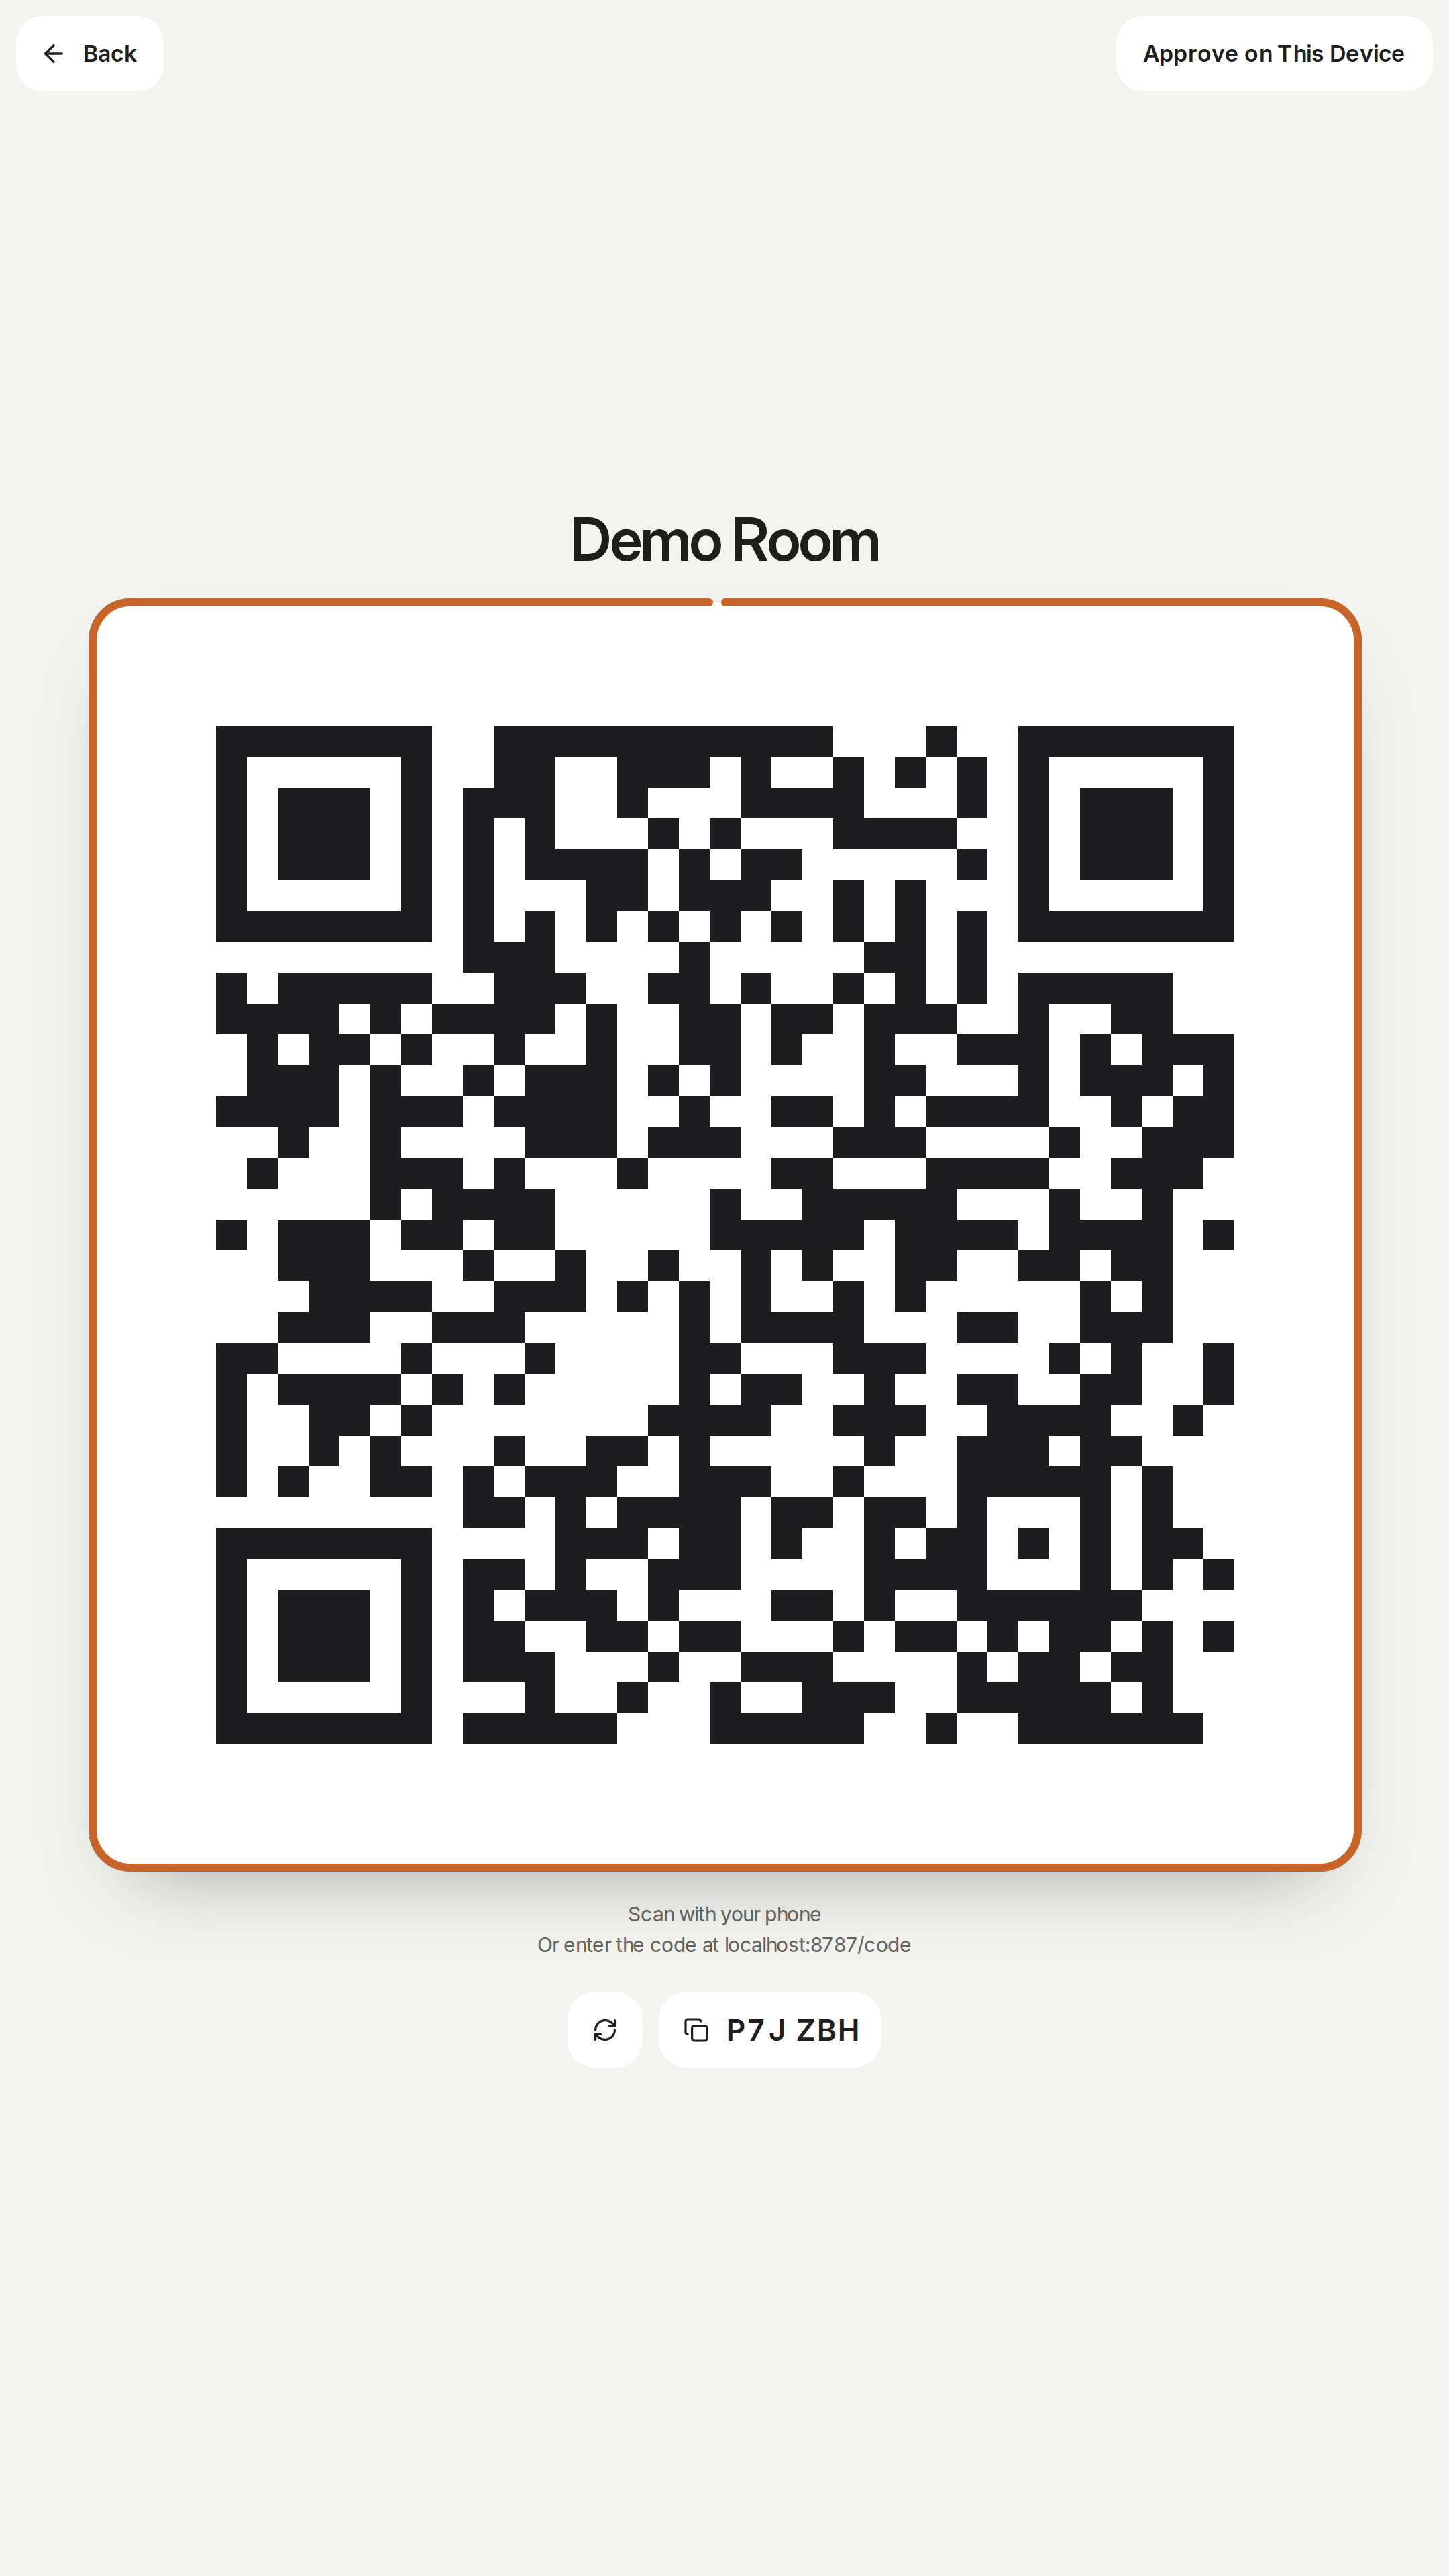 Back
Approve on This Device
Demo Room
Scan with your phone
Or enter the code at localhost:8787/code
P7J ZBH